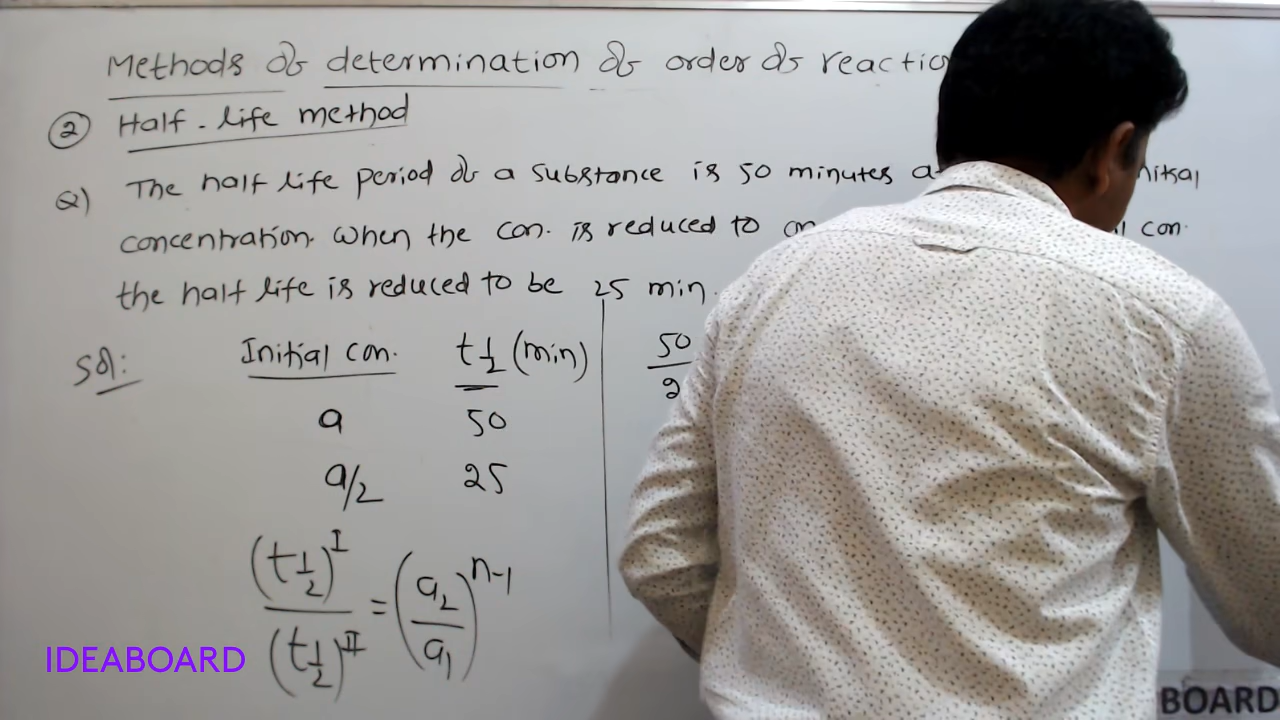 Methods of determination of order of reactio
② Half-life method
Q) The half life period of a substance is 50 minutes a
concentration. When the con. is reduced to con.
the half life is reduced to be 25 min.
Sol: Initial con. t½ (min) 50/2
a 50
a/2 25
(t½)^I / (t½)^II = (a₂/a₁)^n-1
IDEABOARD
BOARD